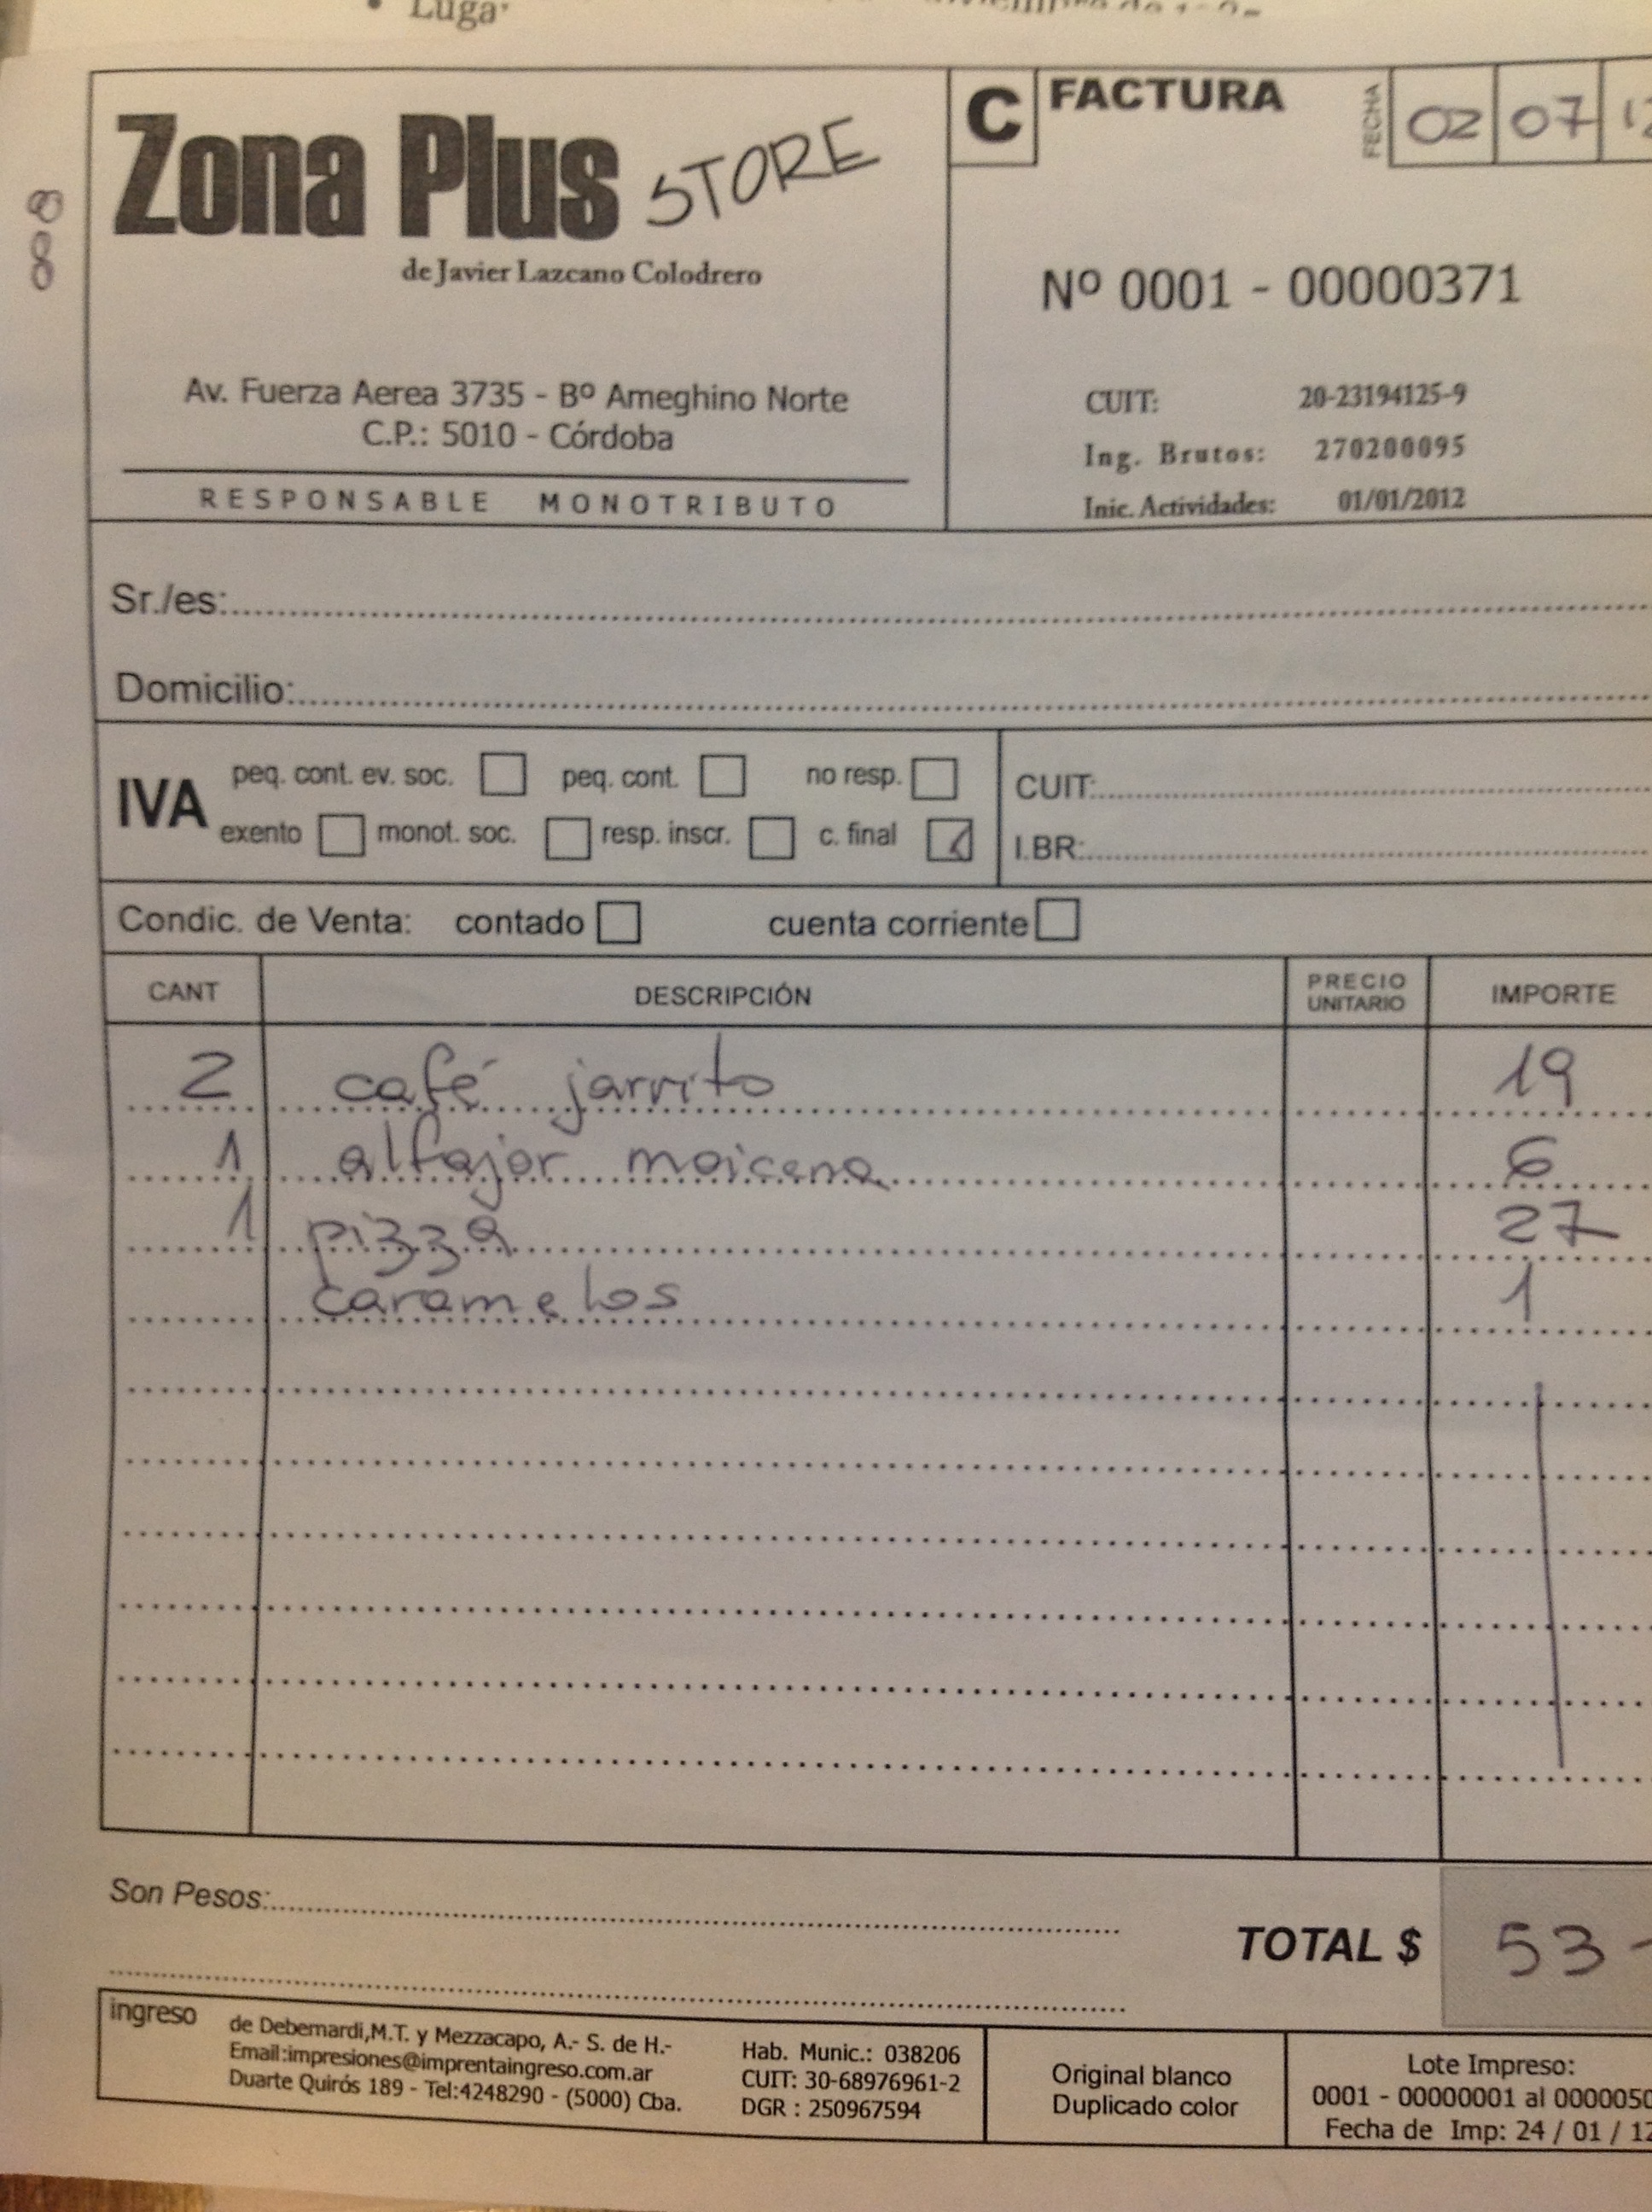 Luga
Zona Plus STORE
de Javier Lazcano Colodrero
Av. Fuerza Aerea 3735 - Bº Ameghino Norte
C.P.: 5010 - Córdoba
RESPONSABLE MONOTRIBUTO
C FACTURA
FECHA 02 07 12
Nº 0001 - 00000371
CUIT: 20-23194125-9
Ing. Brutos: 270200095
Inic. Actividades: 01/01/2012
88
Sr./es:
Domicilio:
IVA
peq. cont. ev. soc. peq. cont. no resp.
exento monot. soc. resp. inscr. c. final
CUIT:
I.BR:
Condic. de Venta: contado cuenta corriente
CANT DESCRIPCIÓN PRECIO UNITARIO IMPORTE
2 café jarrito 19
1 alfajor maicena 6
1 pizza 27
caramelos 1
Son Pesos:
TOTAL $ 53-
ingreso
de Debernardi,M.T. y Mezzacapo, A.- S. de H.-
Email:impresiones@imprentaingreso.com.ar
Duarte Quirós 189 - Tel:4248290 - (5000) Cba.
Hab. Munic.: 038206
CUIT: 30-68976961-2
DGR : 250967594
Original blanco
Duplicado color
Lote Impreso:
0001 - 00000001 al 0000050
Fecha de Imp: 24 / 01 / 12